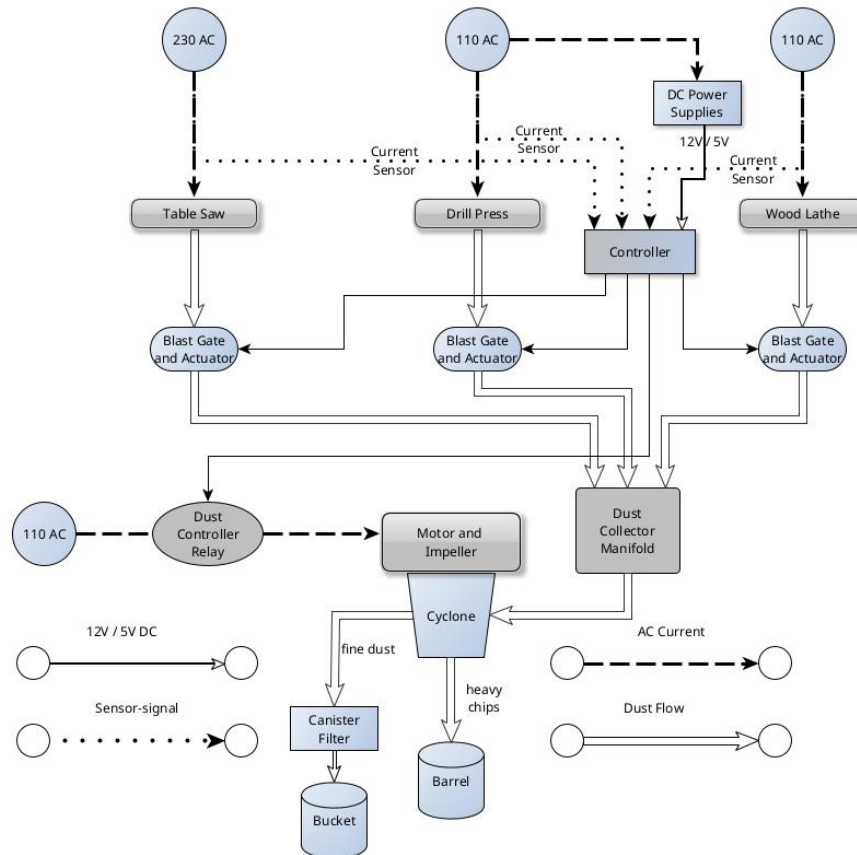 230 AC
110 AC
110 AC
DC Power
Supplies
12V / 5V
Current
Sensor
Current
Sensor
Current
Sensor
Table Saw
Drill Press
Wood Lathe
Controller
Blast Gate
and Actuator
Blast Gate
and Actuator
Blast Gate
and Actuator
110 AC
Dust
Controller
Relay
Motor and
Impeller
Dust
Collector
Manifold
Cyclone
12V / 5V DC
AC Current
fine dust
heavy
chips
Sensor-signal
Dust Flow
Canister
Filter
Barrel
Bucket